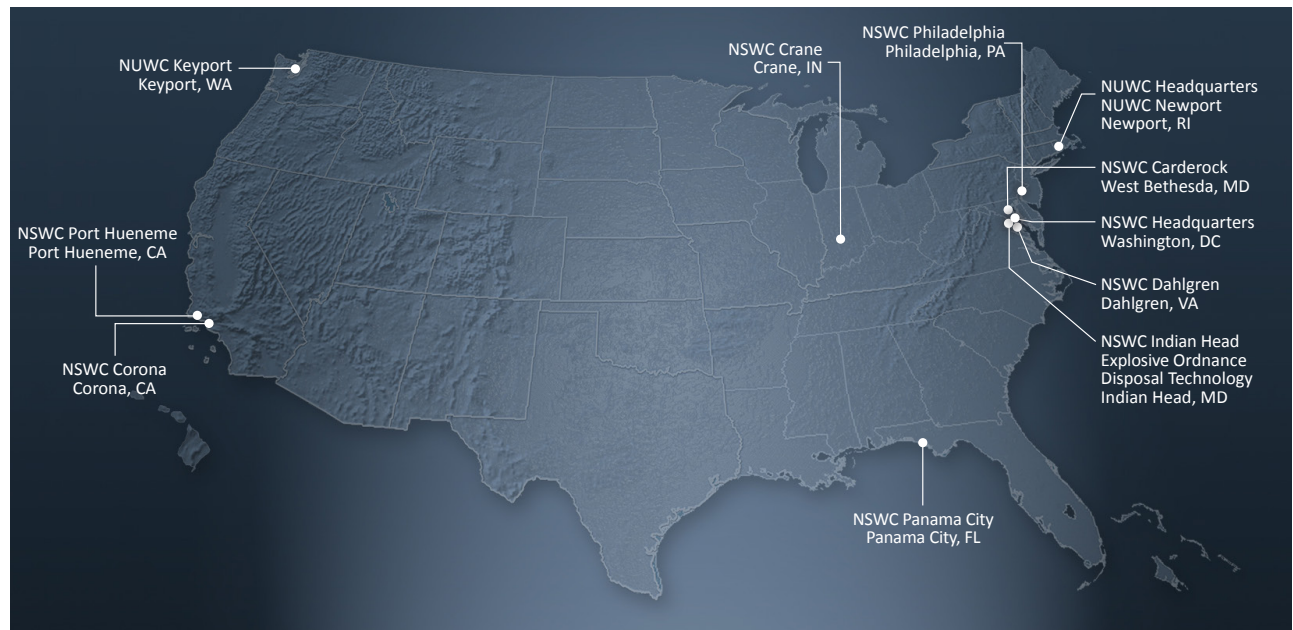 NUWC Keyport
Keyport, WA
NSWC Crane
Crane, IN
NSWC Philadelphia
Philadelphia, PA
NUWC Headquarters
NUWC Newport
Newport, RI
NSWC Carderock
West Bethesda, MD
NSWC Headquarters
Washington, DC
NSWC Dahlgren
Dahlgren, VA
NSWC Indian Head
Explosive Ordnance
Disposal Technology
Indian Head, MD
NSWC Port Hueneme
Port Hueneme, CA
NSWC Corona
Corona, CA
NSWC Panama City
Panama City, FL